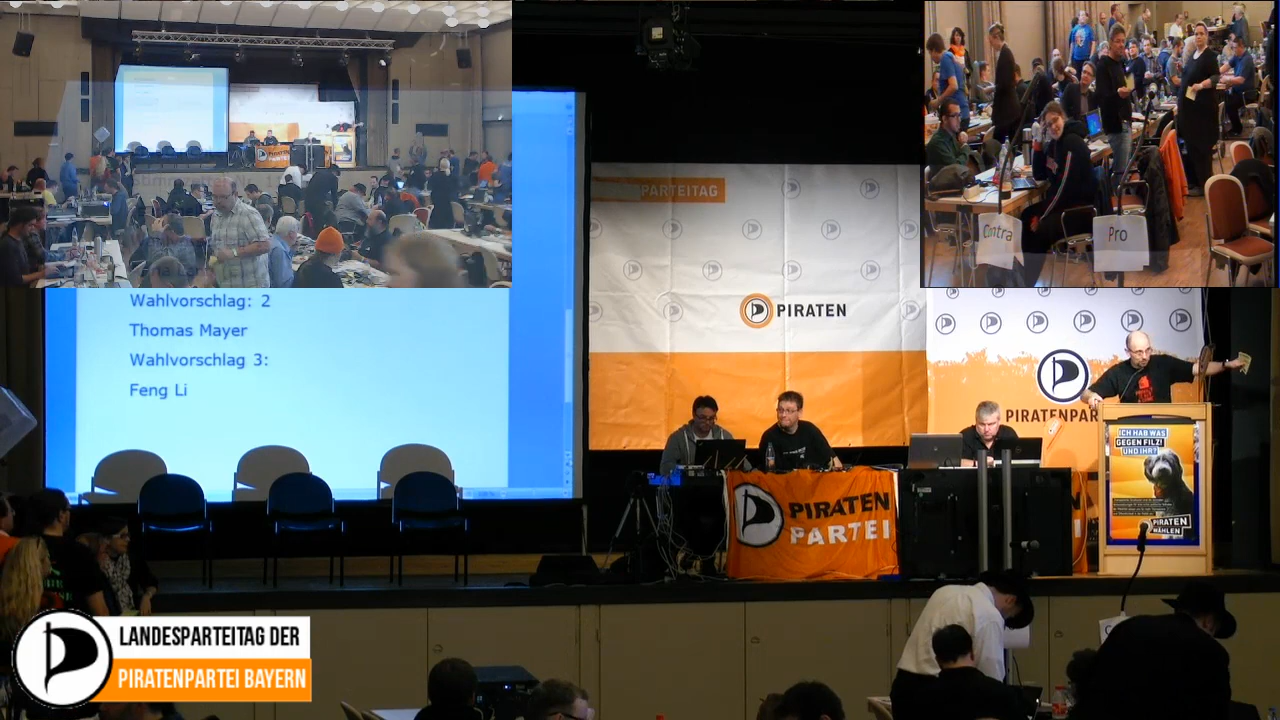 Contra
Pro
Wahlvorschlag: 2
Thomas Mayer
Wahlvorschlag 3:
Feng Li
PARTEITAG
PIRATEN
PIRATENPAR
ICH HAB WAS
GEGEN FILZ!
UND IHR?
PIRATEN
WÄHLEN
PIRATEN
PARTEI
LANDESPARTEITAG DER
PIRATENPARTEI BAYERN